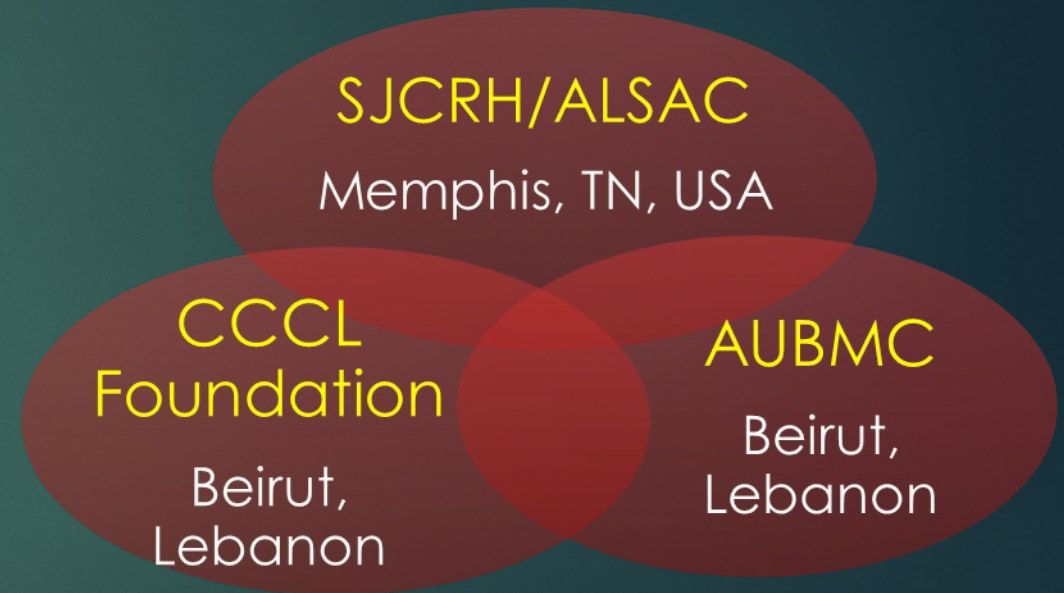 SJCRH/ALSAC
Memphis, TN, USA
CCCL
Foundation
Beirut,
Lebanon
AUBMC
Beirut,
Lebanon